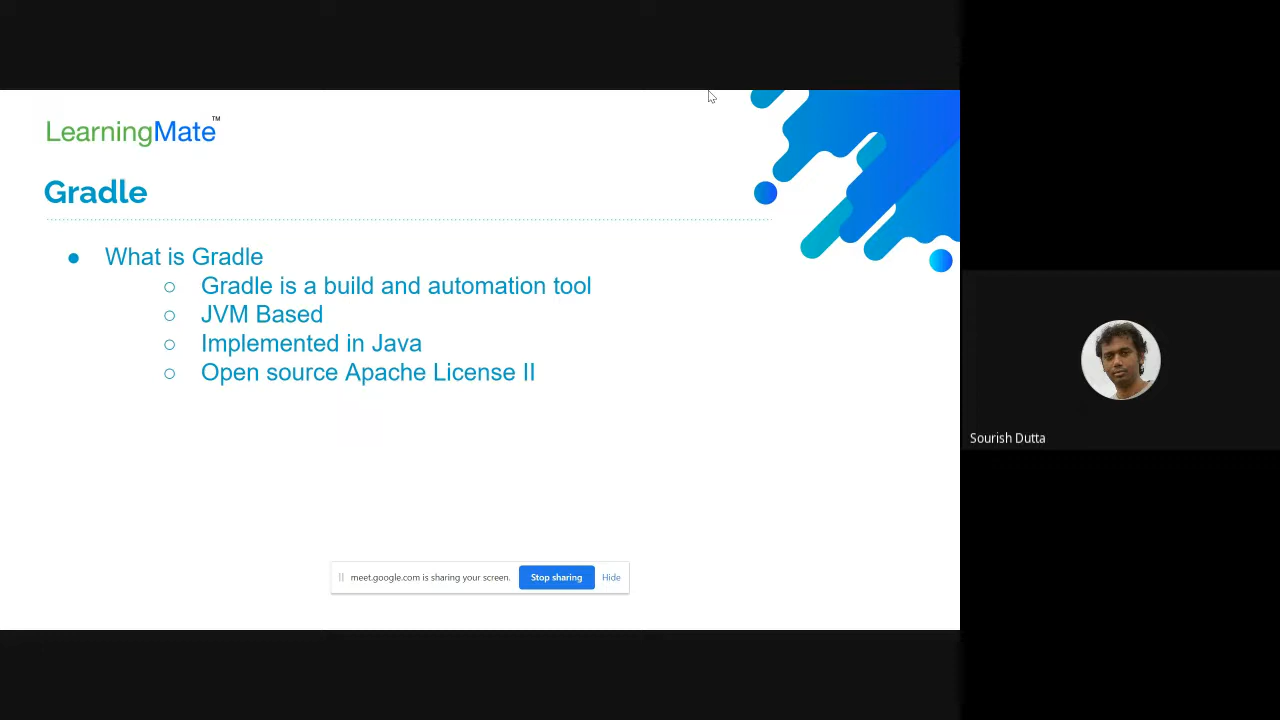 LearningMate™
Gradle
● What is Gradle
○ Gradle is a build and automation tool
○ JVM Based
○ Implemented in Java
○ Open source Apache License II
Sourish Dutta
meet.google.com is sharing your screen. Stop sharing Hide